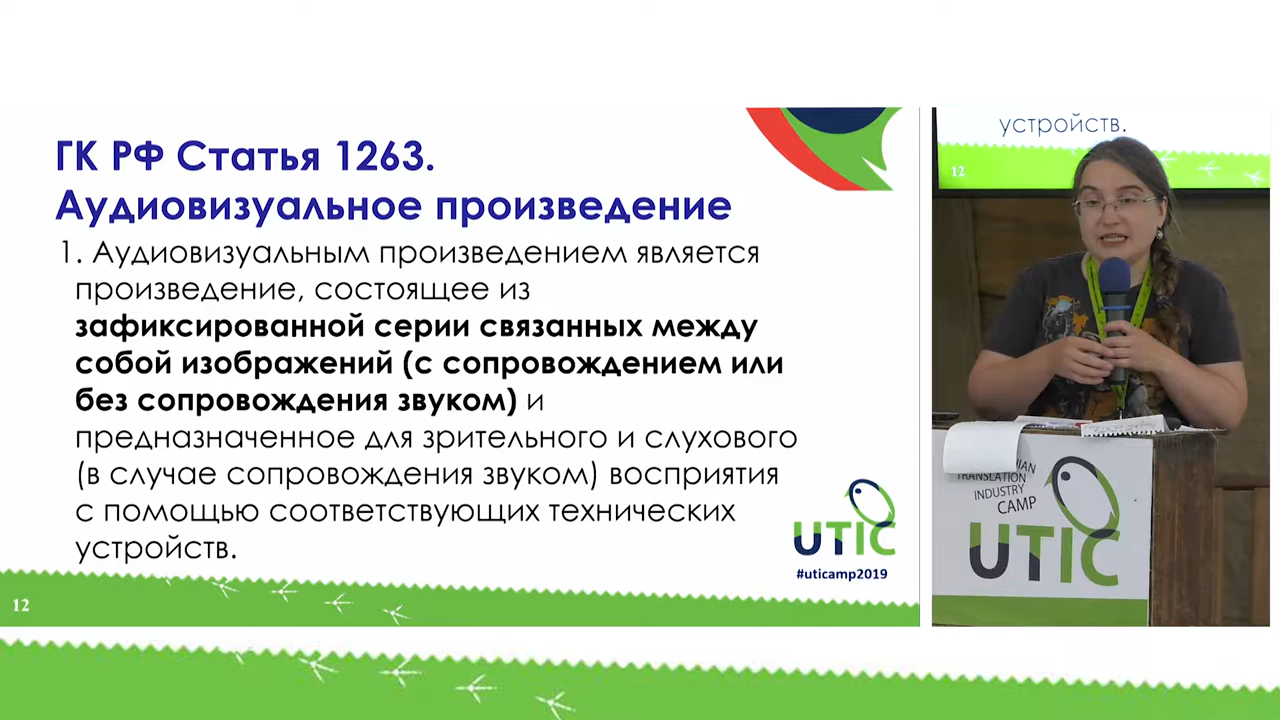 ГК РФ Статья 1263.
Аудиовизуальное произведение
1. Аудиовизуальным произведением является
произведение, состоящее из
зафиксированной серии связанных между
собой изображений (с сопровождением или
без сопровождения звуком) и
предназначенное для зрительного и слухового
(в случае сопровождения звуком) восприятия
с помощью соответствующих технических
устройств.
UTIC
#uticamp2019
12
устройств.
12
TRANSLATION
INDUSTRY
CAMP
UTIC